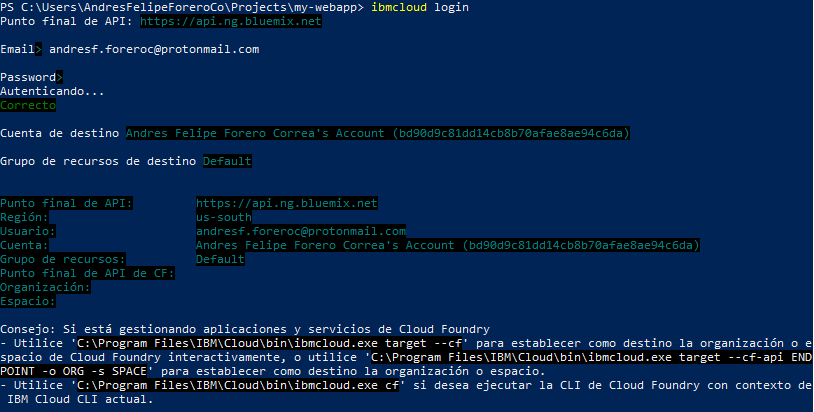 PS C:\Users\AndresFelipeForeroCo\Projects\my-webapp> ibmcloud login
Punto final de API: https://api.ng.bluemix.net
Email> andresf.foreroc@protonmail.com
Password>
Autenticando...
Correcto
Cuenta de destino Andres Felipe Forero Correa's Account (bd90d9c81dd14cb8b70afae8ae94c6da)
Grupo de recursos de destino Default
Punto final de API: https://api.ng.bluemix.net
Región: us-south
Usuario: andresf.foreroc@protonmail.com
Cuenta: Andres Felipe Forero Correa's Account (bd90d9c81dd14cb8b70afae8ae94c6da)
Grupo de recursos: Default
Punto final de API de CF:
Organización:
Espacio:
Consejo: Si está gestionando aplicaciones y servicios de Cloud Foundry
- Utilice 'C:\Program Files\IBM\Cloud\bin\ibmcloud.exe target --cf' para establecer como destino la organización o e
spacio de Cloud Foundry interactivamente, o utilice 'C:\Program Files\IBM\Cloud\bin\ibmcloud.exe target --cf-api END
POINT -o ORG -s SPACE' para establecer como destino la organización o espacio.
- Utilice 'C:\Program Files\IBM\Cloud\bin\ibmcloud.exe cf' si desea ejecutar la CLI de Cloud Foundry con contexto de
 IBM Cloud CLI actual.